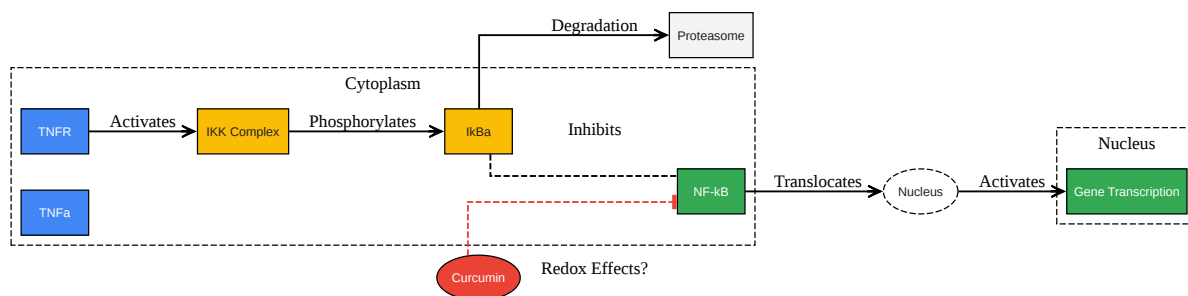 Degradation
Proteasome
Cytoplasm
TNFR
Activates
IKK Complex
Phosphorylates
IkBa
Inhibits
Nucleus
TNFa
NF-kB
Translocates
Nucleus
Activates
Gene Transcription
Curcumin
Redox Effects?